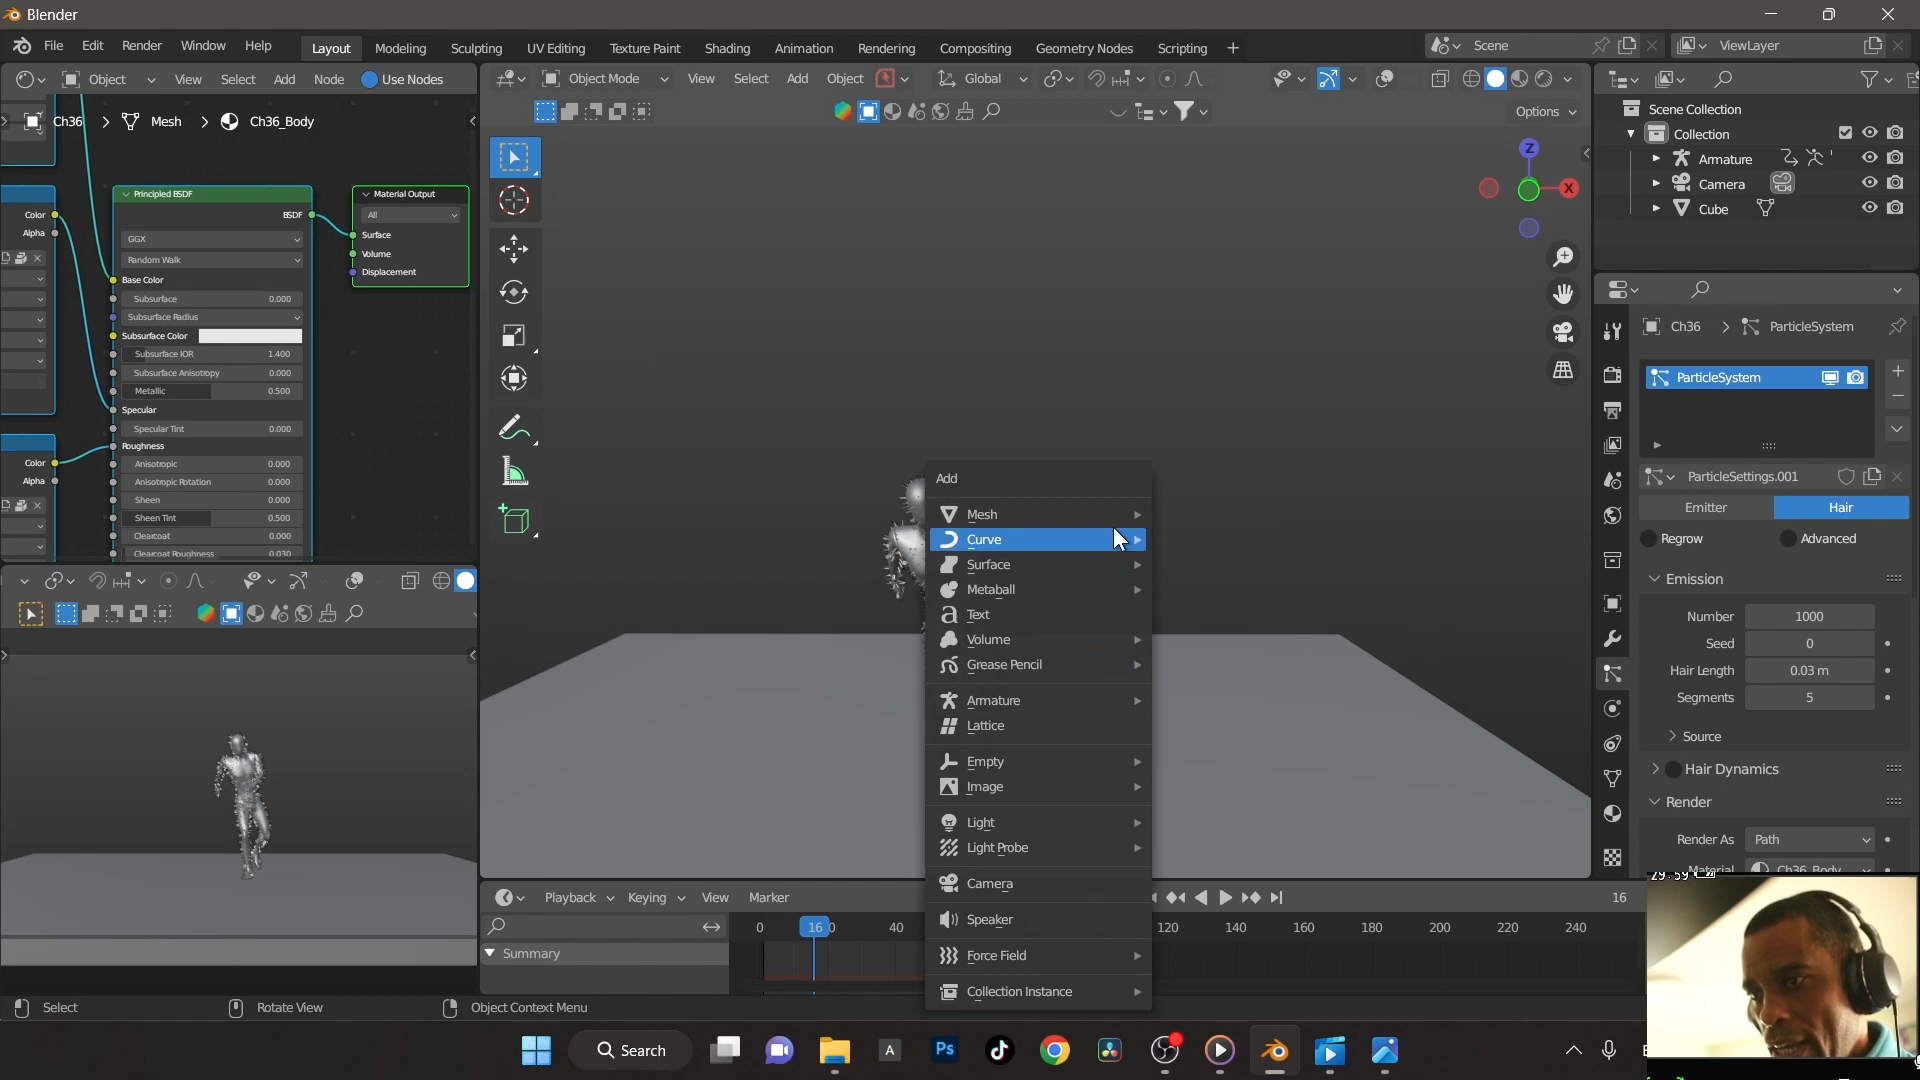 Blender
File Edit Render Window Help Layout Modeling Sculpting UV Editing Texture Paint Shading Animation Rendering Compositing Geometry Nodes Scripting +
Scene
ViewLayer
Object View Select Add Node Use Nodes
Object Mode View Select Add Object Global
Options
Ch36 > Mesh > Ch36_Body
Color
Alpha
Color
Alpha
Principled BSDF
BSDF
GGX
Random Walk
Base Color
Subsurface 0.000
Subsurface Radius
Subsurface Color
Subsurface IOR 1.400
Subsurface Anisotropy 0.000
Metallic 0.500
Specular
Specular Tint 0.000
Roughness
Anisotropic 0.000
Anisotropic Rotation 0.000
Sheen 0.000
Sheen Tint 0.500
Clearcoat 0.000
Clearcoat Roughness 0.030
Material Output
All
Surface
Volume
Displacement
Z
X
Add
Mesh
Curve
Surface
Metaball
Text
Volume
Grease Pencil
Armature
Lattice
Empty
Image
Light
Light Probe
Camera
Speaker
Force Field
Collection Instance
Scene Collection
Collection
Armature
Camera
Cube
Ch36 > ParticleSystem
ParticleSystem
ParticleSettings.001
Emitter Hair
Regrow Advanced
Emission
Number 1000
Seed 0
Hair Length 0.03 m
Segments 5
Source
Hair Dynamics
Render
Render As Path
Material Ch36_Body
29:59
Playback Keying View Marker
16
0 16 40 120 140 160 180 200 220 240
Summary
Select Rotate View Object Context Menu
Search
A
Ps